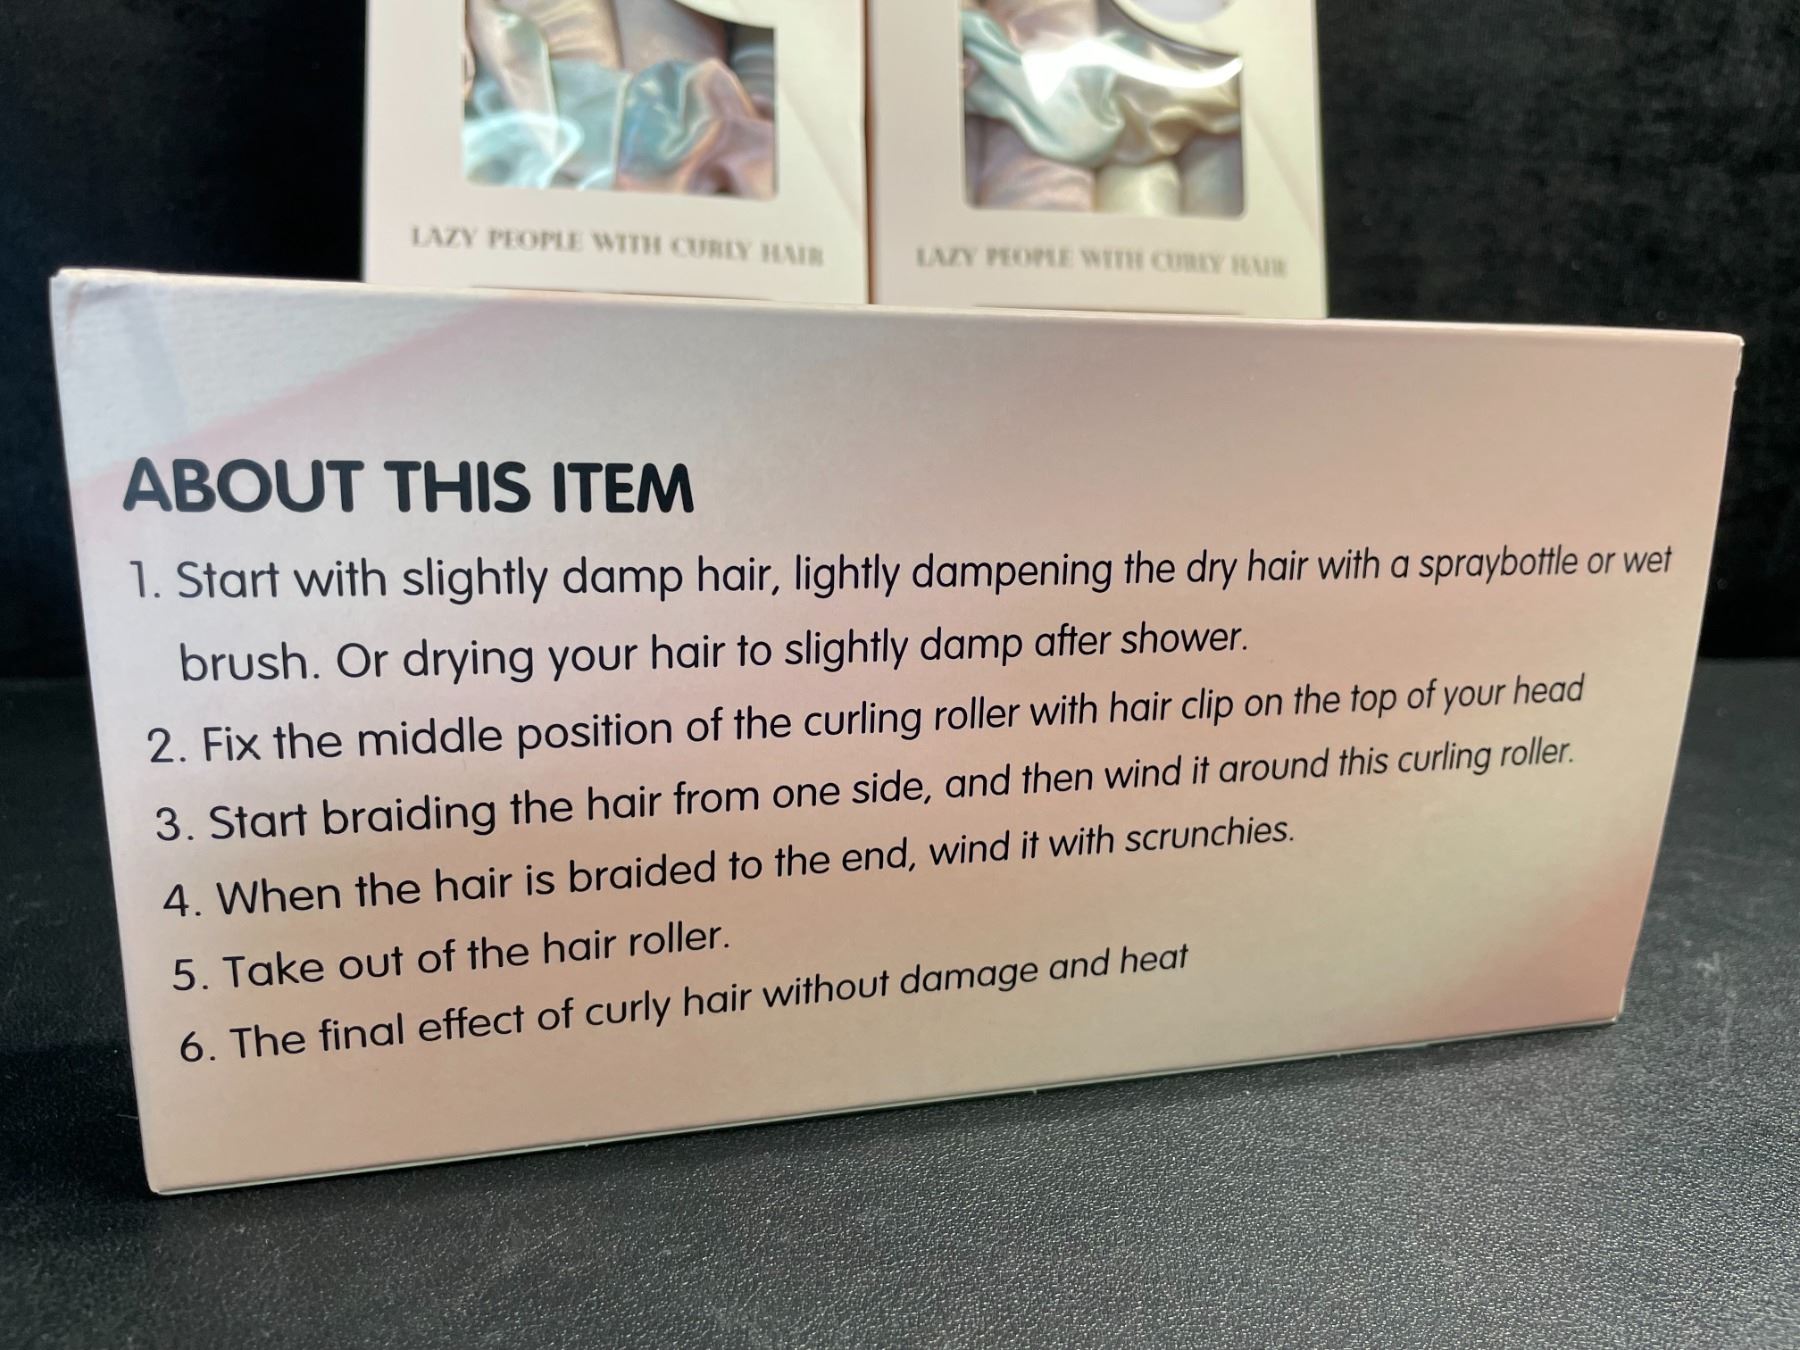 LAZY PEOPLE WITH CURLY HAIR
LAZY PEOPLE WITH CURLY HAIR
ABOUT THIS ITEM
1. Start with slightly damp hair, lightly dampening the dry hair with a spraybottle or wet
brush. Or drying your hair to slightly damp after shower.
2. Fix the middle position of the curling roller with hair clip on the top of your head
3. Start braiding the hair from one side, and then wind it around this curling roller.
4. When the hair is braided to the end, wind it with scrunchies.
5. Take out of the hair roller.
6. The final effect of curly hair without damage and heat